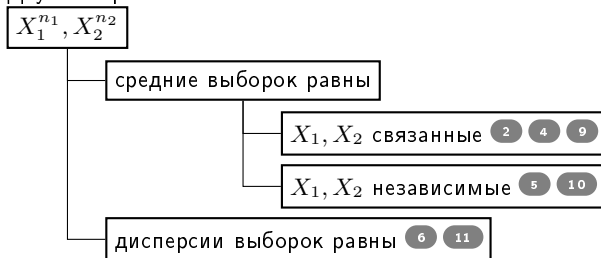 $X_1^{n_1}, X_2^{n_2}$
средние выборок равны
$X_1, X_2$ связанные 2 4 9
$X_1, X_2$ независимые 5 10
дисперсии выборок равны 6 11